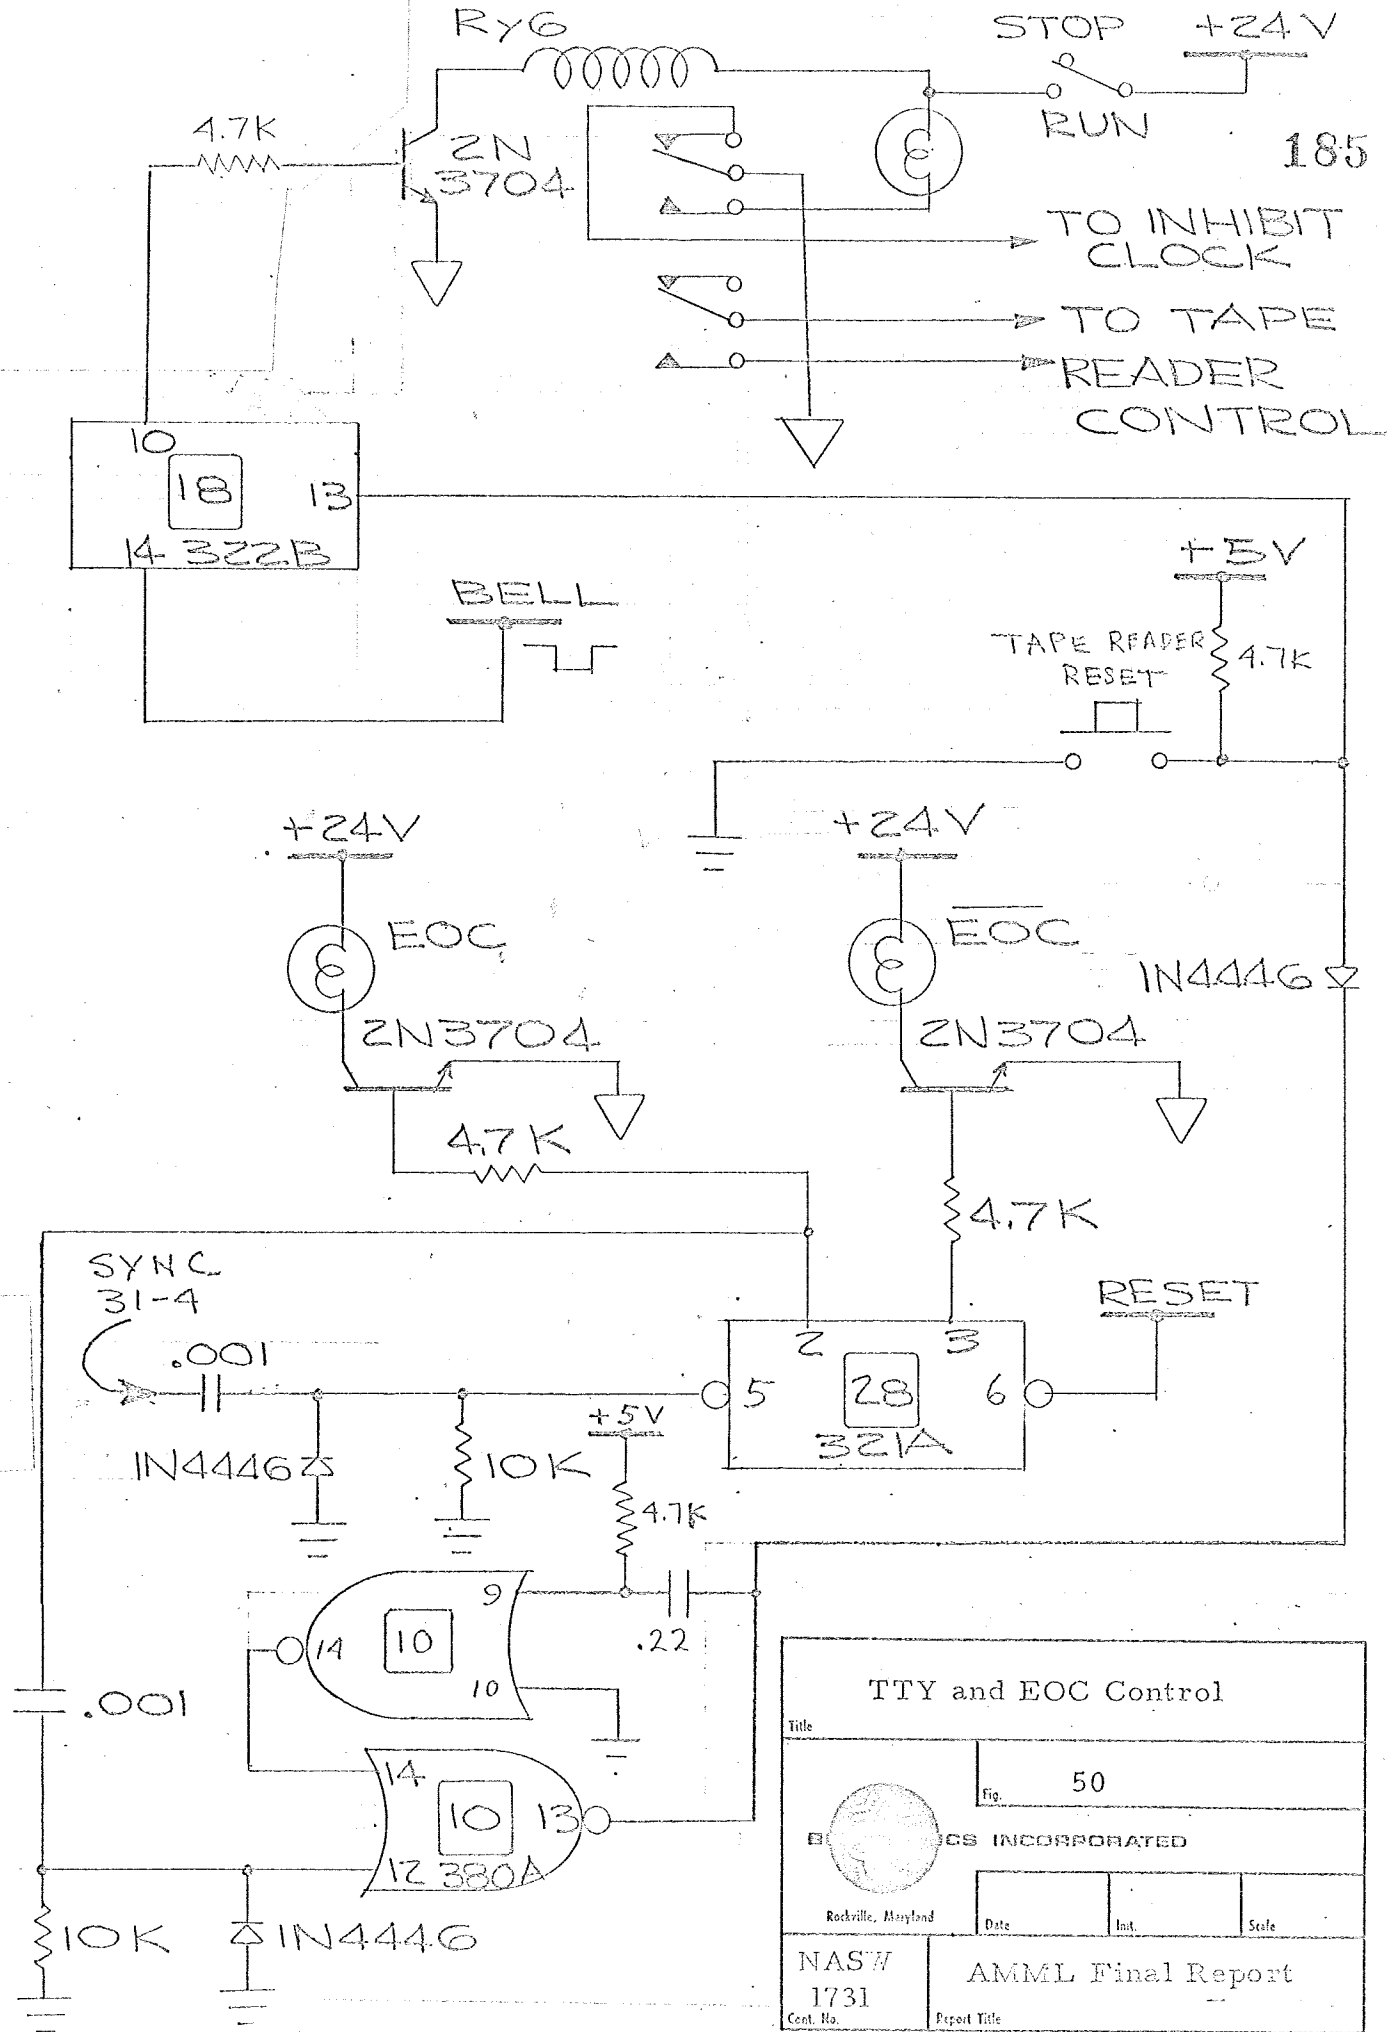 Ry6
STOP
+24V
RUN
185
4.7K
2N
3704
TO INHIBIT
CLOCK
TO TAPE
READER
CONTROL
10
18
13
14 322B
BELL
+5V
TAPE READER
RESET
4.7K
+24V
EOC
2N3704
+24V
EOC
2N3704
1N4446
4.7K
4.7K
SYNC
31-4
.001
RESET
2
3
5
28
6
321A
1N4446
10K
+5V
4.7K
9
14
10
10
.22
.001
14
10
13
12 380A
10K
1N4446
TTY and EOC Control
Title
Fig.
50
CS INCORPORATED
Rockville, Maryland
Date
Init.
Scale
NASW
1731
Cont. No.
AMML Final Report
Report Title